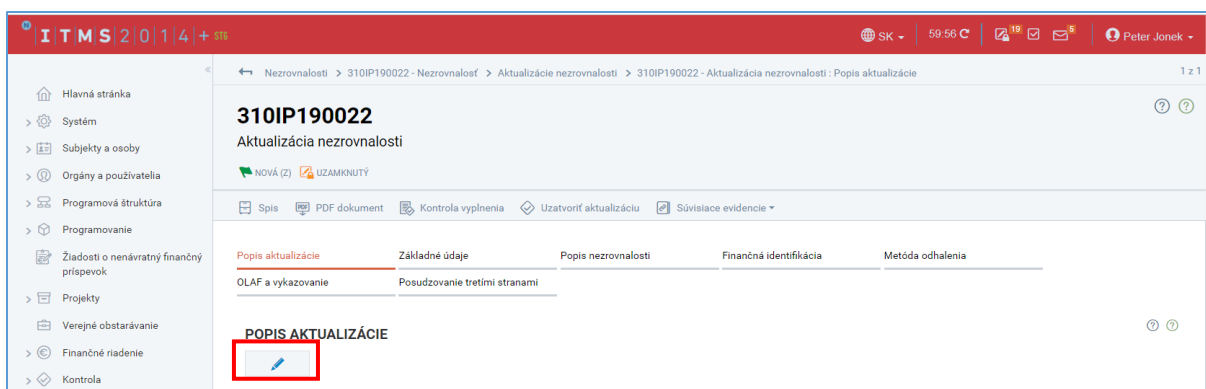 ITMS2014+ STG
SK 59:56 19 5 Peter Jonek
Nezrovnalosti > 310IP190022 - Nezrovnalosť > Aktualizácie nezrovnalosti > 310IP190022 - Aktualizácia nezrovnalosti : Popis aktualizácie 1 z 1
Hlavná stránka
Systém
Subjekty a osoby
Orgány a používatelia
Programová štruktúra
Programovanie
Žiadosti o nenávratný finančný
príspevok
Projekty
Verejné obstarávanie
Finančné riadenie
Kontrola
310IP190022
Aktualizácia nezrovnalosti
NOVÁ (Z) UZAMKNUTÝ
Spis PDF dokument Kontrola vyplnenia Uzatvoriť aktualizáciu Súvisiace evidencie
Popis aktualizácie Základné údaje Popis nezrovnalosti Finančná identifikácia Metóda odhalenia
OLAF a vykazovanie Posudzovanie tretími stranami
POPIS AKTUALIZÁCIE